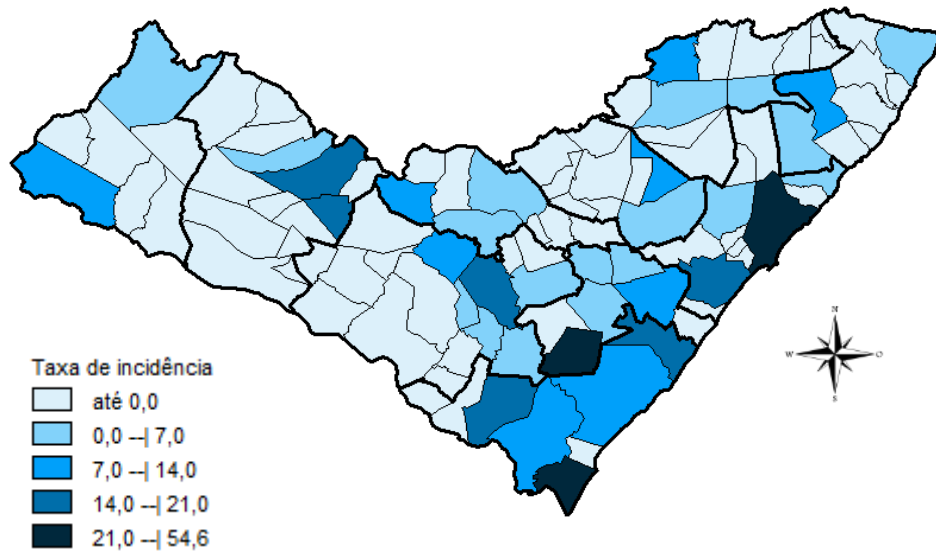 N
W
O
S
Taxa de incidência
até 0,0
0,0 --| 7,0
7,0 --| 14,0
14,0 --| 21,0
21,0 --| 54,6